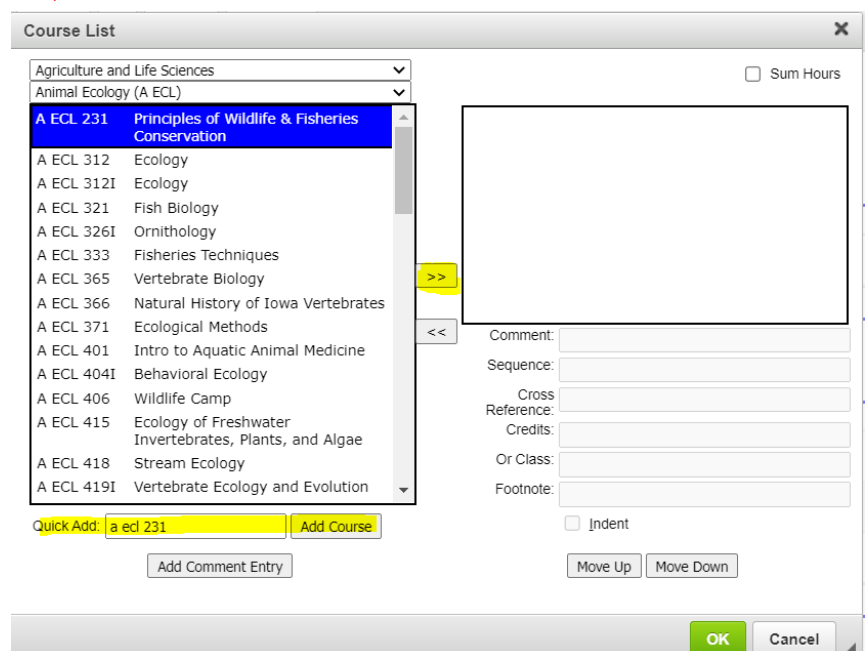 Course List
Agriculture and Life Sciences
Sum Hours
Animal Ecology (A ECL)
A ECL 231 Principles of Wildlife & Fisheries
Conservation
A ECL 312 Ecology
A ECL 312I Ecology
A ECL 321 Fish Biology
A ECL 326I Ornithology
A ECL 333 Fisheries Techniques
A ECL 365 Vertebrate Biology
>>
A ECL 366 Natural History of Iowa Vertebrates
A ECL 371 Ecological Methods
<<
Comment:
A ECL 401 Intro to Aquatic Animal Medicine
Sequence:
A ECL 404I Behavioral Ecology
Cross
Reference:
A ECL 406 Wildlife Camp
A ECL 415 Ecology of Freshwater
Invertebrates, Plants, and Algae
Credits:
A ECL 418 Stream Ecology
Or Class:
A ECL 419I Vertebrate Ecology and Evolution
Footnote:
Quick Add: a ecl 231 Add Course
Indent
Add Comment Entry
Move Up Move Down
OK Cancel